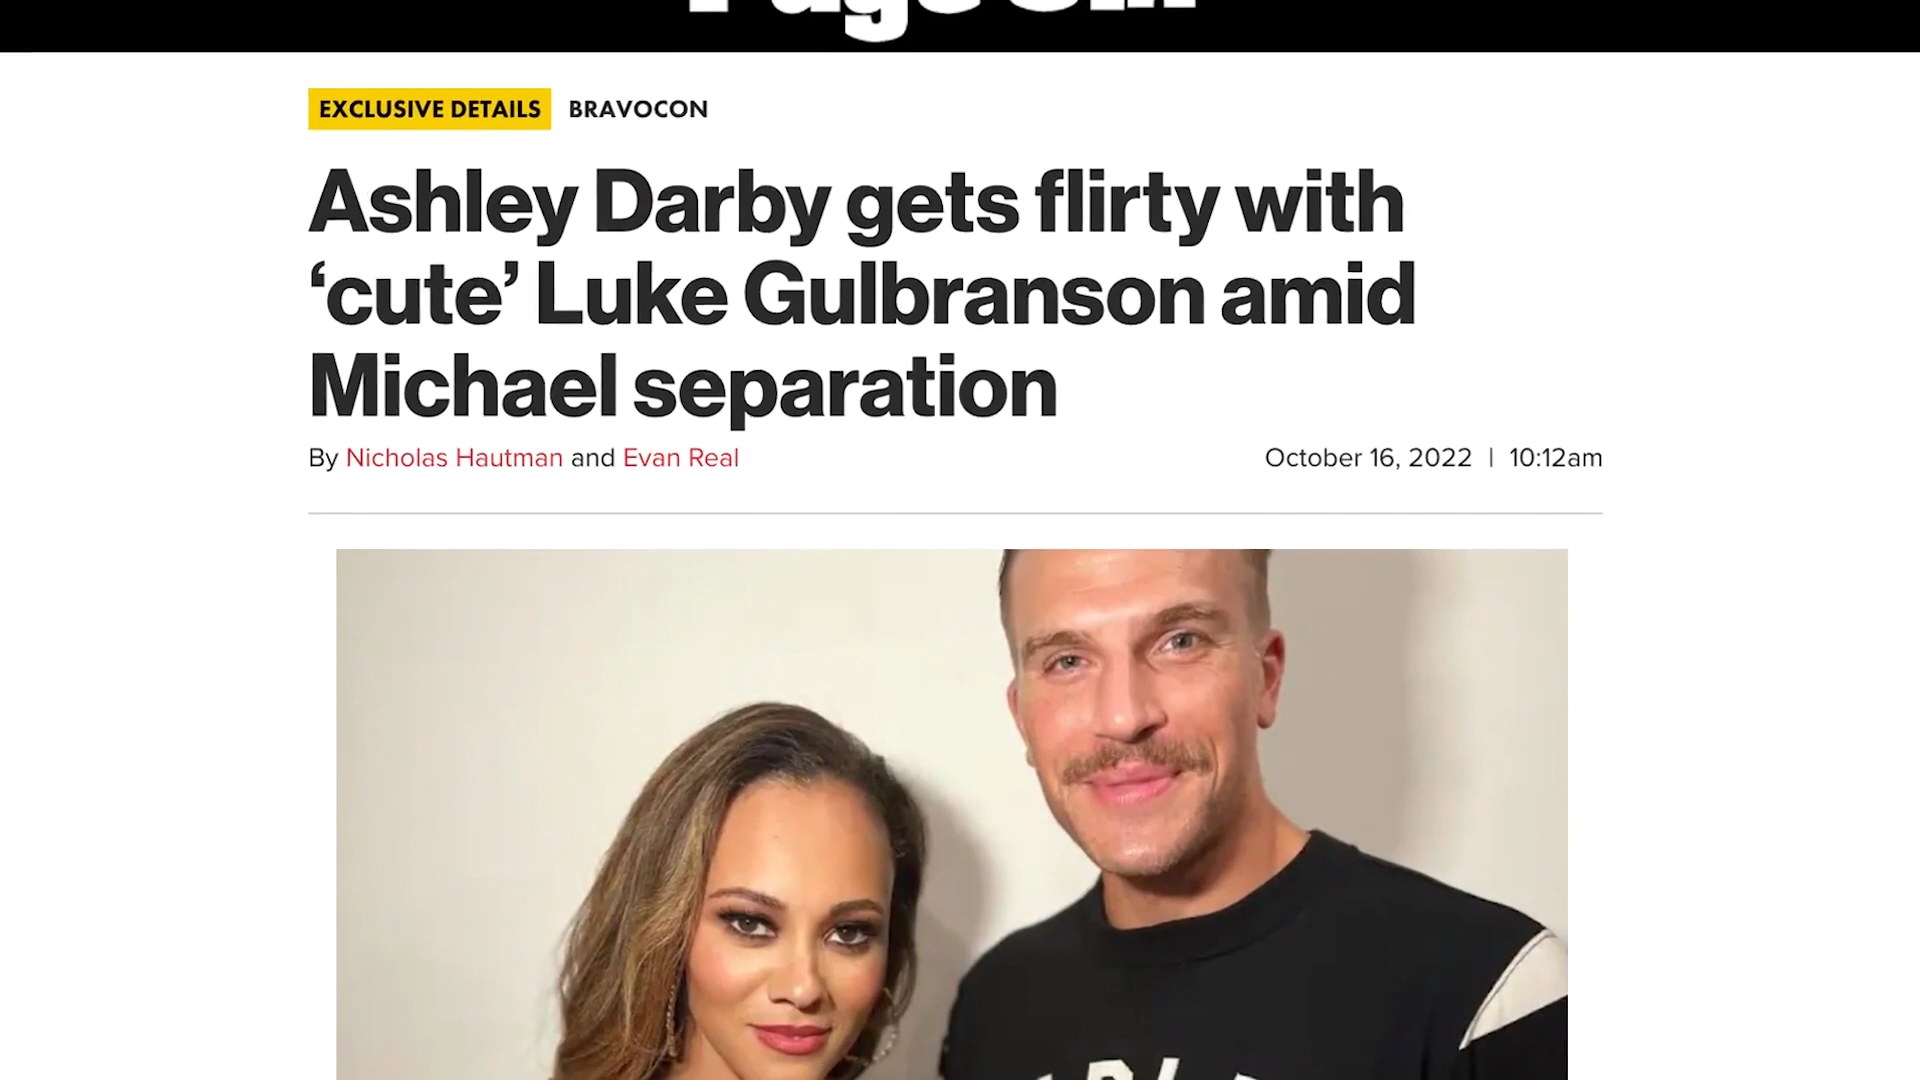 EXCLUSIVE DETAILS BRAVOCON
Ashley Darby gets flirty with
‘cute’ Luke Gulbranson amid
Michael separation
By Nicholas Hautman and Evan Real October 16, 2022 | 10:12am